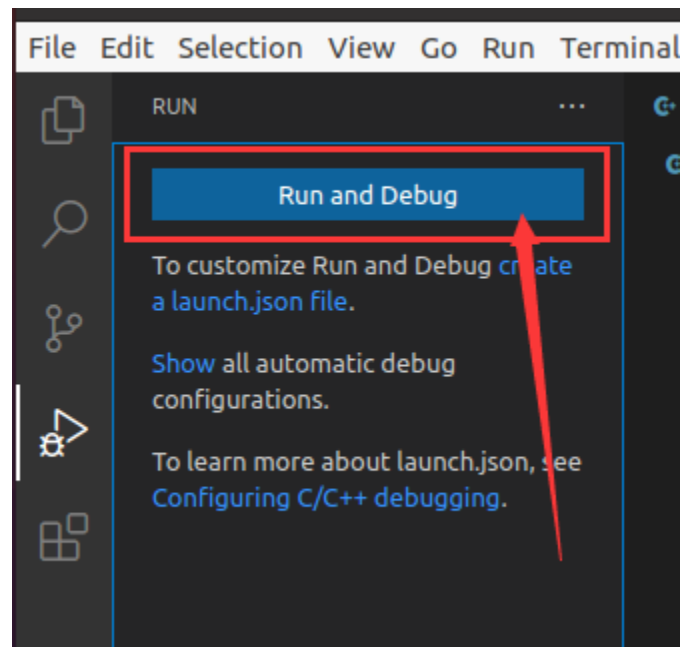 File Edit Selection View Go Run Terminal
RUN
Run and Debug
To customize Run and Debug create
a launch.json file.
Show all automatic debug
configurations.
To learn more about launch.json, see
Configuring C/C++ debugging.